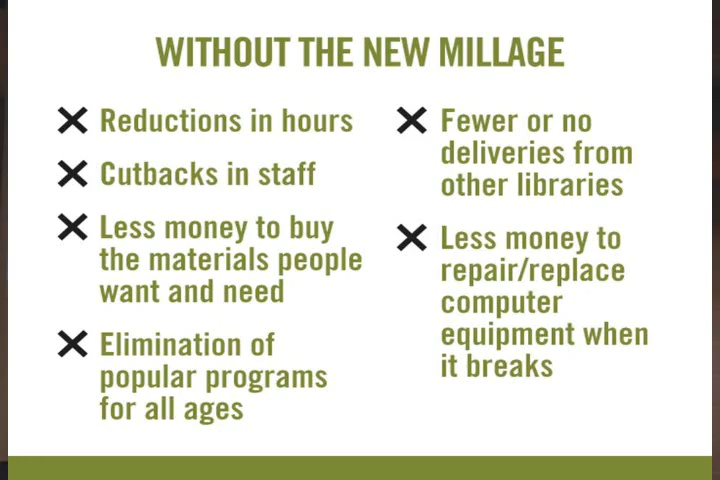 WITHOUT THE NEW MILLAGE
Reductions in hours
Cutbacks in staff
Less money to buy
the materials people
want and need
Elimination of
popular programs
for all ages
Fewer or no
deliveries from
other libraries
Less money to
repair/replace
computer
equipment when
it breaks